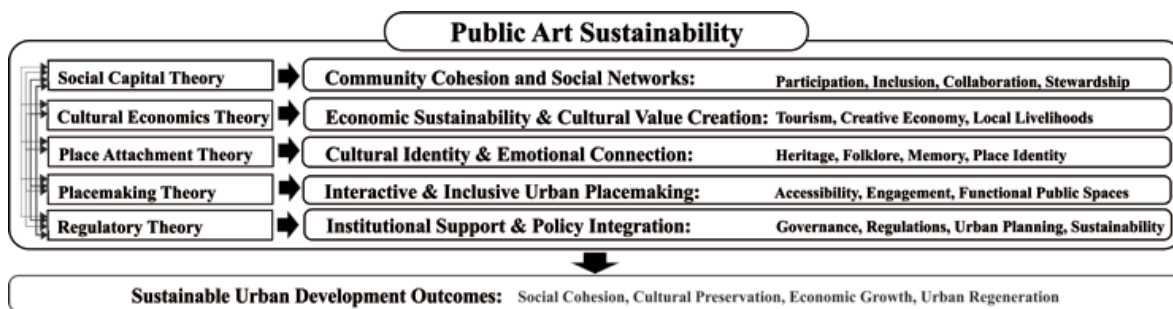 Public Art Sustainability
Social Capital Theory
Community Cohesion and Social Networks: Participation, Inclusion, Collaboration, Stewardship
Cultural Economics Theory
Economic Sustainability & Cultural Value Creation: Tourism, Creative Economy, Local Livelihoods
Place Attachment Theory
Cultural Identity & Emotional Connection: Heritage, Folklore, Memory, Place Identity
Placemaking Theory
Interactive & Inclusive Urban Placemaking: Accessibility, Engagement, Functional Public Spaces
Regulatory Theory
Institutional Support & Policy Integration: Governance, Regulations, Urban Planning, Sustainability
Sustainable Urban Development Outcomes: Social Cohesion, Cultural Preservation, Economic Growth, Urban Regeneration